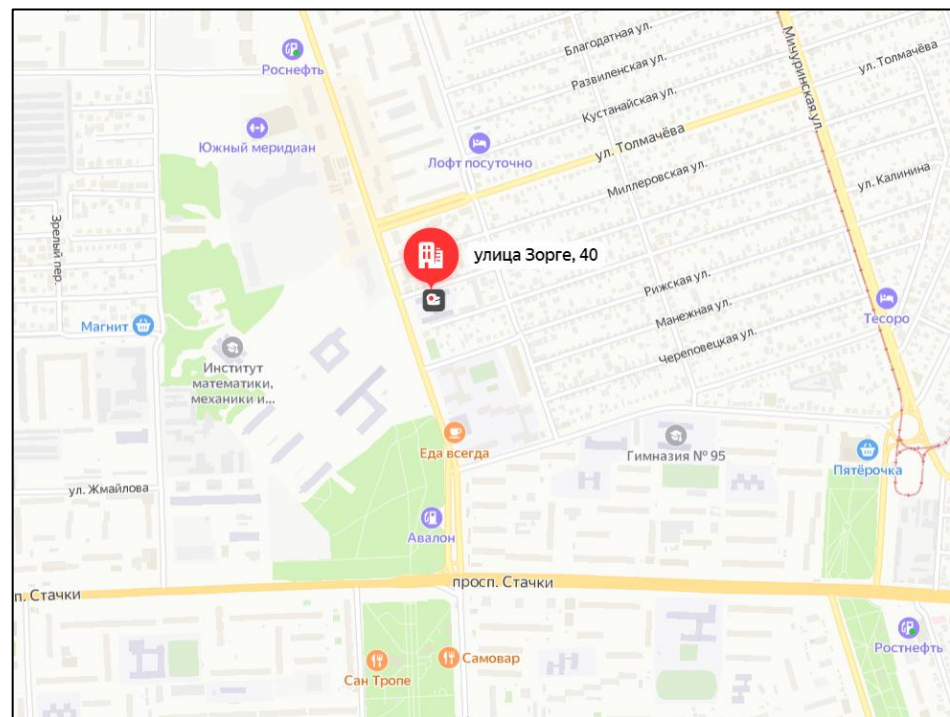 Благодатная ул.
Роснефть
Развиленская ул.
Кустанайская ул.
Мичуринская ул.
ул. Толмачёва
Южный меридиан
Лофт посуточно
ул. Толмачёва
Миллеровская ул.
ул. Калинина
Зрелый пер.
улица Зорге, 40
Рижская ул.
Манежная ул.
Тесоро
Магнит
Череповецкая ул.
Институт
математики,
механики и...
Еда всегда
Гимназия № 95
Пятёрочка
ул. Жмайлова
Авалон
п. Стачки
просп. Стачки
Ростнефть
Самовар
Сан Тропе